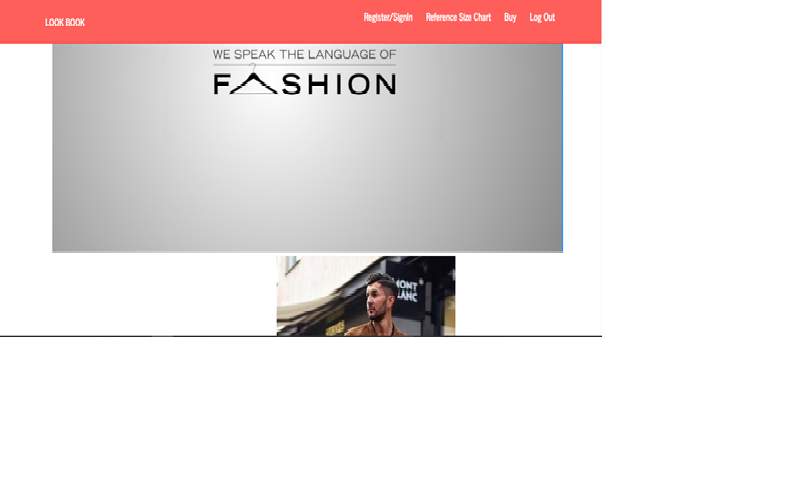 LOOK BOOK
Register/Signin Reference Size Chart Buy Log Out
WE SPEAK THE LANGUAGE OF
FASHION
MONT
BLANC